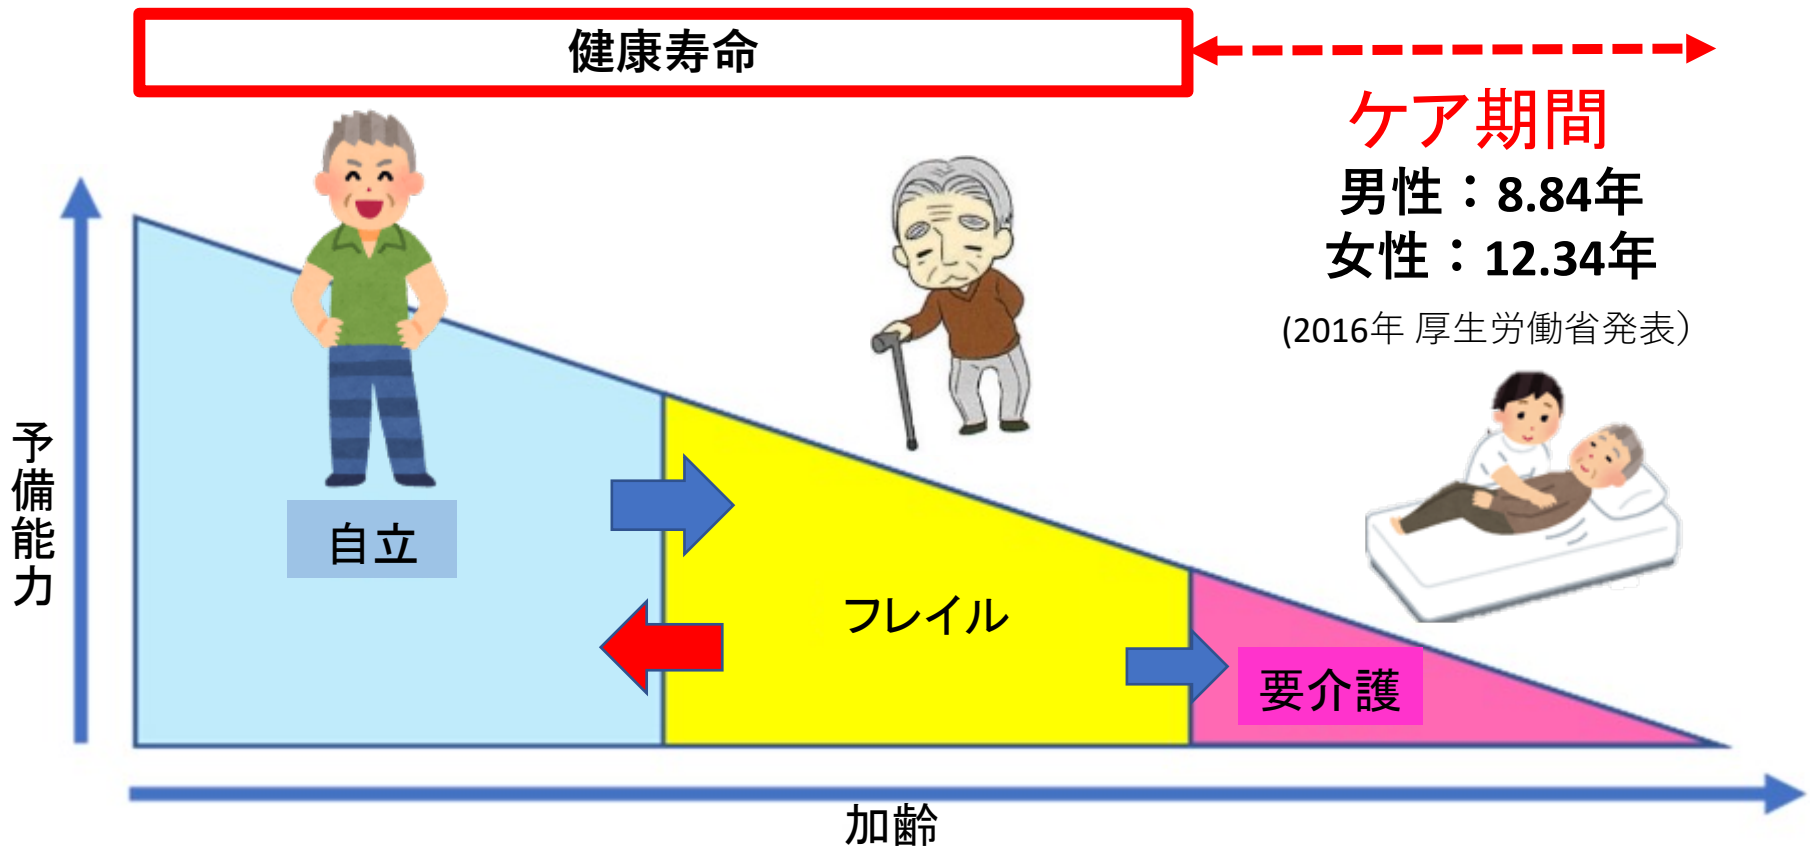 健康寿命
ケア期間
男性：8.84年
女性：12.34年
(2016年 厚生労働省発表）
予備能力
自立
フレイル
要介護
加齢